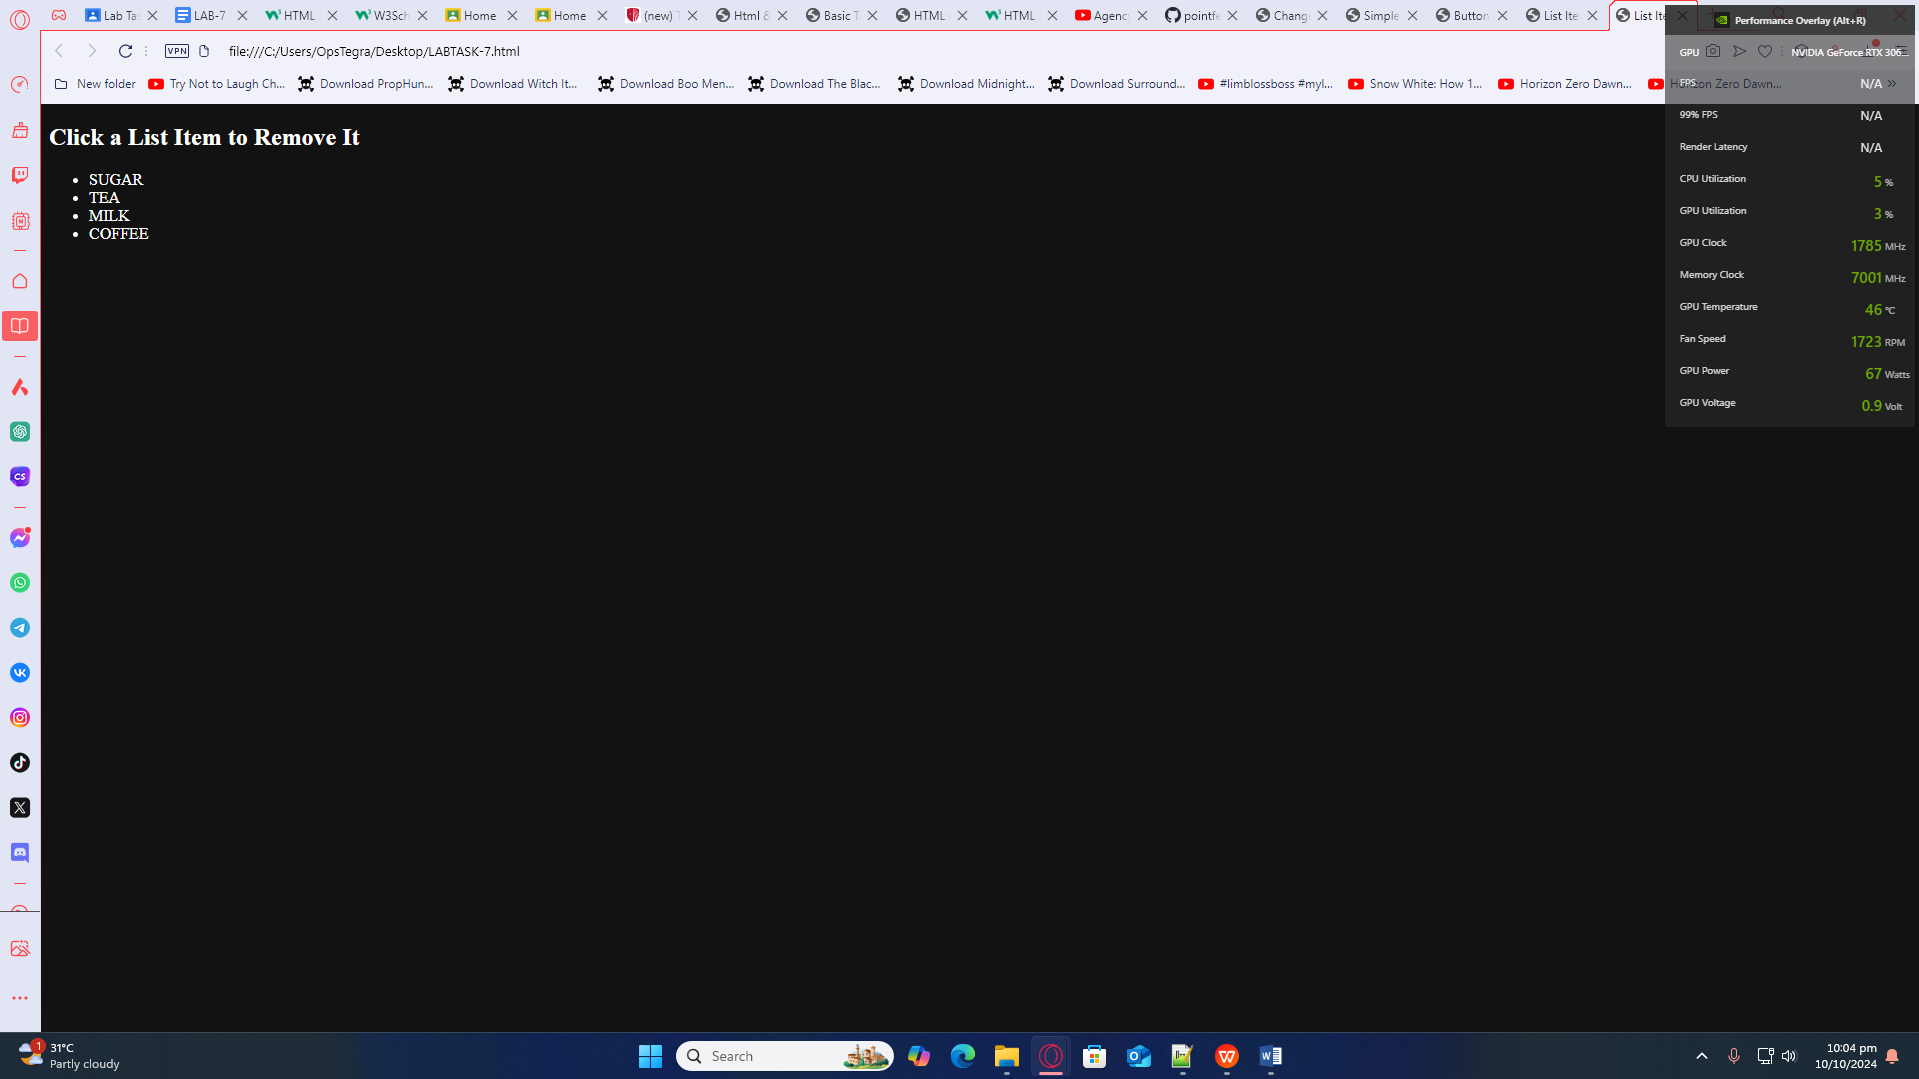 Lab Ta
LAB-7
HTML
W3Sch
Home
Home
(new) T
Html &
Basic T
HTML
HTML
Agency
pointfe
Chang
Simple
Button
List Ite
List Ite
VPN
file:///C:/Users/OpsTegra/Desktop/LABTASK-7.html
New folder
Try Not to Laugh Ch...
Download PropHun...
Download Witch It...
Download Boo Men...
Download The Blac...
Download Midnight...
Download Surround...
#limblossboss #myl...
Snow White: How 1...
Horizon Zero Dawn...
Horizon Zero Dawn...
Click a List Item to Remove It
• SUGAR
• TEA
• MILK
• COFFEE
Performance Overlay (Alt+R)
GPU NVIDIA GeForce RTX 306...
FPS N/A
99% FPS N/A
Render Latency N/A
CPU Utilization 5 %
GPU Utilization 3 %
GPU Clock 1785 MHz
Memory Clock 7001 MHz
GPU Temperature 46 °C
Fan Speed 1723 RPM
GPU Power 67 Watts
GPU Voltage 0.9 Volt
CS
1
31°C
Partly cloudy
Search
10:04 pm
10/10/2024